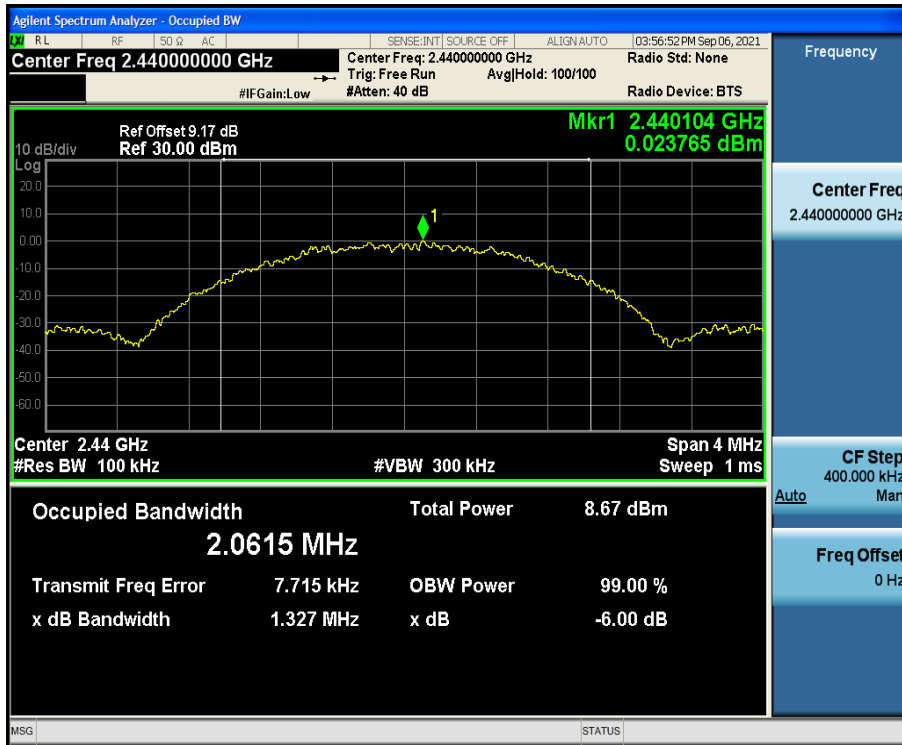 Agilent Spectrum Analyzer - Occupied BW
LXI RL RF 50 Ω AC SENSE:INT SOURCE OFF ALIGN AUTO 03:56:52 PM Sep 06, 2021
Center Freq 2.440000000 GHz
Center Freq: 2.440000000 GHz Radio Std: None
Trig: Free Run Avg|Hold: 100/100
#IFGain:Low #Atten: 40 dB Radio Device: BTS
Frequency
Mkr1 2.440104 GHz
0.023765 dBm
Ref Offset 9.17 dB
10 dB/div Ref 30.00 dBm
Log
20.0
10.0
1
0.00
-10.0
-20.0
-30.0
-40.0
-50.0
-60.0
Center 2.44 GHz Span 4 MHz
#Res BW 100 kHz #VBW 300 kHz Sweep 1 ms
Occupied Bandwidth Total Power 8.67 dBm
2.0615 MHz
Transmit Freq Error 7.715 kHz OBW Power 99.00 %
x dB Bandwidth 1.327 MHz x dB -6.00 dB
Center Freq
2.440000000 GHz
CF Step
400.000 kHz
Auto Man
Freq Offset
0 Hz
MSG STATUS